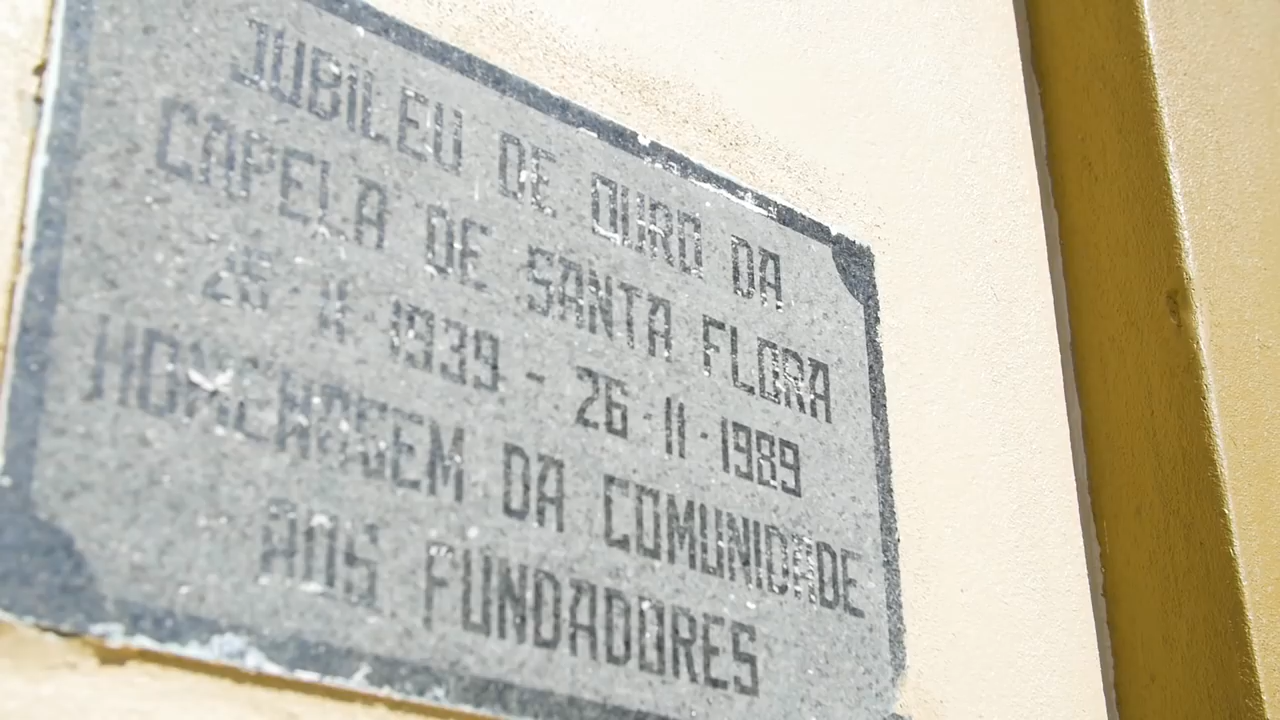 JUBILEU DE OURO DA
CAPELA DE SANTA FLORA
26·11·1939 - 26·11·1989
HOMENAGEM DA COMUNIDADE
AOS FUNDADORES